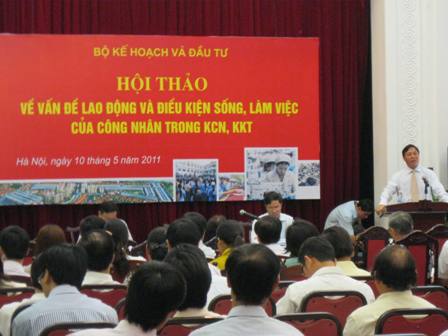 BỘ KẾ HOẠCH VÀ ĐẦU TƯ
HỘI THẢO
VỀ VẤN ĐỀ LAO ĐỘNG VÀ ĐIỀU KIỆN SỐNG, LÀM VIỆC
CỦA CÔNG NHÂN TRONG KCN, KKT
Hà Nội, ngày 10 tháng 5 năm 2011